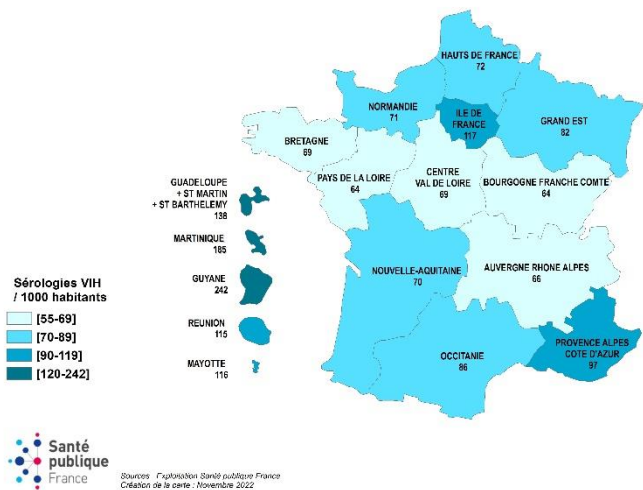 HAUTS DE FRANCE
72
NORMANDIE
71
ILE DE
FRANCE
117
GRAND EST
82
BRETAGNE
69
PAYS DE LA LOIRE
64
CENTRE
VAL DE LOIRE
69
BOURGOGNE FRANCHE COMTÉ
64
GUADELOUPE
+ ST MARTIN
+ ST BARTHELEMY
138
MARTINIQUE
185
GUYANE
242
REUNION
115
MAYOTTE
116
NOUVELLE-AQUITAINE
70
AUVERGNE RHONE ALPES
66
OCCITANIE
86
PROVENCE ALPES
COTE D'AZUR
97
Sérologies VIH
/ 1000 habitants
[55-69]
[70-89]
[90-119]
[120-242]
Santé
publique
France
Sources : Exploitation Santé publique France
Création de la carte : Novembre 2022